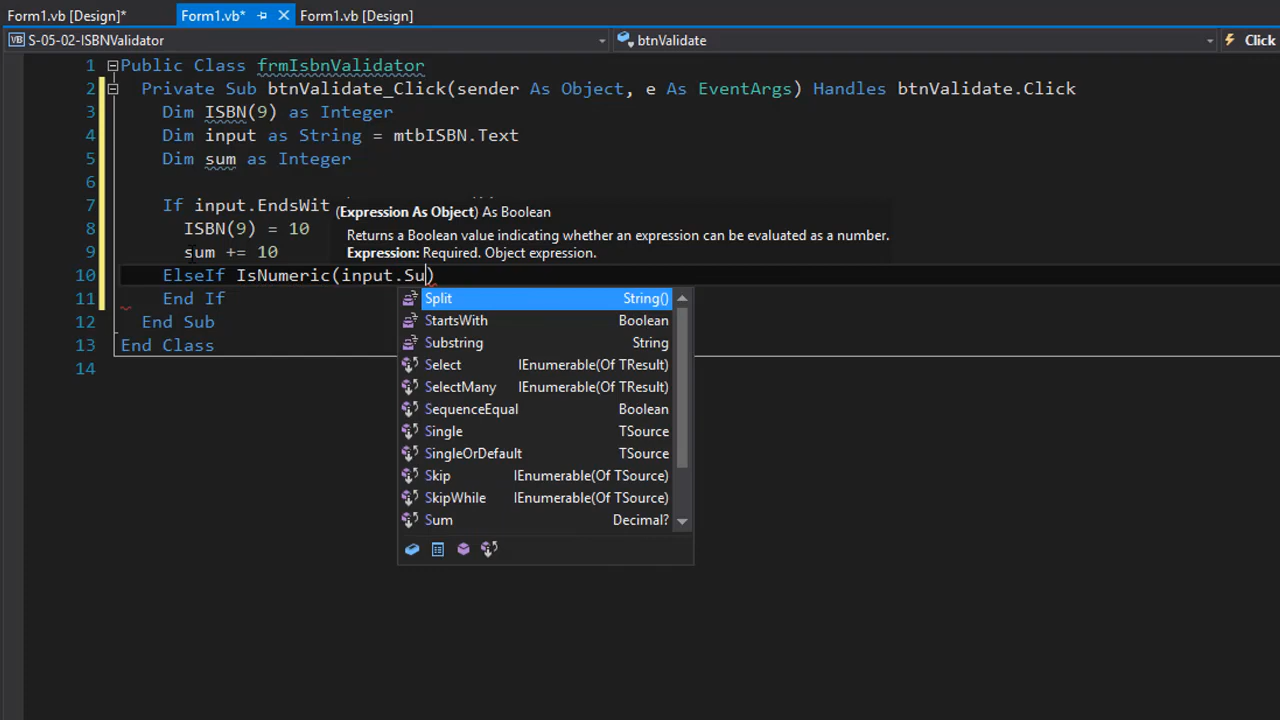 Form1.vb [Design]* Form1.vb* Form1.vb [Design]
VB S-05-02-ISBNValidator btnValidate Click
1 Public Class frmIsbnValidator
2 Private Sub btnValidate_Click(sender As Object, e As EventArgs) Handles btnValidate.Click
3 Dim ISBN(9) as Integer
4 Dim input as String = mtbISBN.Text
5 Dim sum as Integer
6
7 If input.EndsWit
(Expression As Object) As Boolean
8 ISBN(9) = 10
Returns a Boolean value indicating whether an expression can be evaluated as a number.
9 sum += 10
Expression: Required. Object expression.
10 ElseIf IsNumeric(input.Su)
11 End If
Split String()
12 End Sub
StartsWith Boolean
13 End Class
Substring String
14
Select IEnumerable(Of TResult)
SelectMany IEnumerable(Of TResult)
SequenceEqual Boolean
Single TSource
SingleOrDefault TSource
Skip IEnumerable(Of TSource)
SkipWhile IEnumerable(Of TSource)
Sum Decimal?